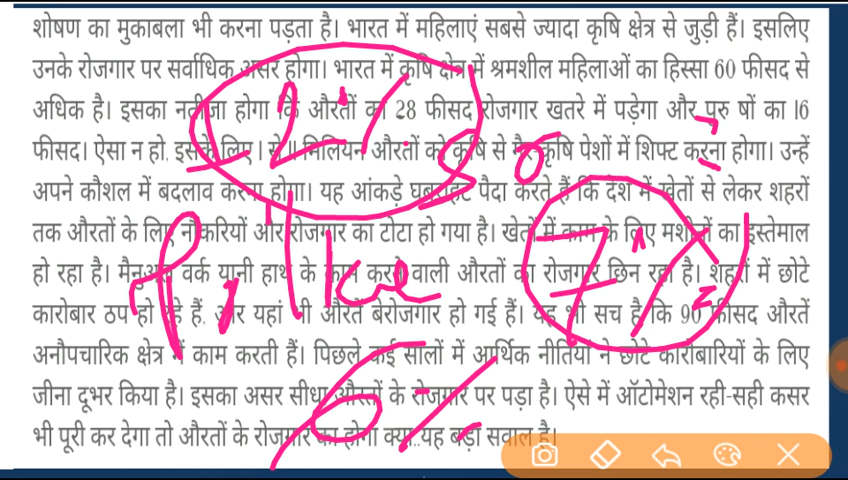 शोषण का मुकाबला भी करना पड़ता है। भारत में महिलाएं सबसे ज्यादा कृषि क्षेत्र से जुड़ी हैं। इसलिए
उनके रोजगार पर सर्वाधिक असर होगा। भारत में कृषि क्षेत्र में श्रमशील महिलाओं का हिस्सा 60 फीसद से
अधिक है। इसका नतीजा होगा कि औरतों का 28 फीसद रोजगार खतरे में पड़ेगा और पुरु षों का 16
फीसद। ऐसा न हो, इसके लिए मिलियन औरतों को कृषि से गैर कृषि पेशों में शिफ्ट करना होगा। उन्हें
अपने कौशल में बदलाव करना होगा। यह आंकड़े घबराहट पैदा करते हैं कि देश में खेतों से लेकर शहरों
तक औरतों के लिए नौकरियों और रोजगार का टोटा हो गया है। खेतों में काम के लिए मशीनों का इस्तेमाल
हो रहा है। मैनुअल वर्क यानी हाथ के काम करने वाली औरतों का रोजगार छिन रहा है। शहरों में छोटे
कारोबार ठप हो रहे हैं, और यहां भी औरतें बेरोजगार हो गई हैं। यह भी सच है कि 90 फीसद औरतें
अनौपचारिक क्षेत्र में काम करती हैं। पिछले कई सालों में आर्थिक नीतियों ने छोटे कारोबारियों के लिए
जीना दूभर किया है। इसका असर सीधा औरतों के रोजगार पर पड़ा है। ऐसे में ऑटोमेशन रही-सही कसर
भी पूरी कर देगा तो औरतों के रोजगार का होगा क्या..यह बड़ा सवाल है।
7%
6%